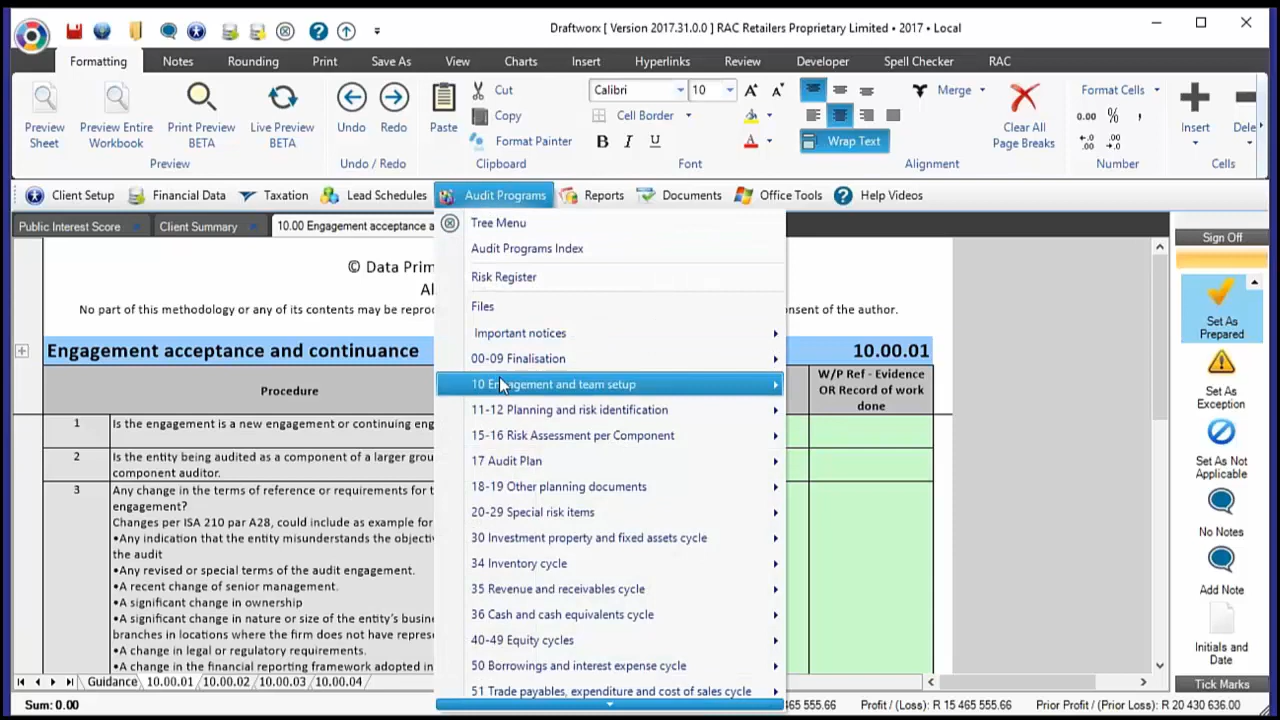 Draftworx [ Version 2017.31.0.0 ] RAC Retailers Proprietary Limited • 2017 • Local
Formatting Notes Rounding Print Save As View Charts Insert Hyperlinks Review Developer Spell Checker RAC
Preview Sheet
Preview Entire Workbook
Print Preview BETA
Live Preview BETA
Preview
Undo
Redo
Undo / Redo
Paste
Cut
Copy
Format Painter
Clipboard
Calibri 10
Cell Border
B I U
Font
Merge
Wrap Text
Alignment
Clear All Page Breaks
Format Cells
0.00 % ,
Number
Insert
Dele
Cells
Client Setup Financial Data Taxation Lead Schedules Audit Programs Reports Documents Office Tools Help Videos
Public Interest Score Client Summary 10.00 Engagement acceptance a
© Data Prim
Al
No part of this methodology or any of its contents may be repro
nsent of the author.
Engagement acceptance and continuance 10.00.01
Procedure
W/P Ref - Evidence
OR Record of work
done
1 Is the engagement is a new engagement or continuing eng
2 Is the entity being audited as a component of a larger grou
component auditor.
3 Any change in the terms of reference or requirements for t
engagement?
Changes per ISA 210 par A28, could include as example for
•Any indication that the entity misunderstands the objecti
the audit
•Any revised or special terms of the audit engagement.
•A recent change of senior management.
•A significant change in ownership
•A significant change in nature or size of the entity's busin
branches in locations where the firm does not have repres
•A change in legal or regulatory requirements.
•A change in the financial reporting framework adopted in
Tree Menu
Audit Programs Index
Risk Register
Files
Important notices
00-09 Finalisation
10 Engagement and team setup
11-12 Planning and risk identification
15-16 Risk Assessment per Component
17 Audit Plan
18-19 Other planning documents
20-29 Special risk items
30 Investment property and fixed assets cycle
34 Inventory cycle
35 Revenue and receivables cycle
36 Cash and cash equivalents cycle
40-49 Equity cycles
50 Borrowings and interest expense cycle
51 Trade payables, expenditure and cost of sales cycle
Sign Off
Set As Prepared
Set As Exception
Set As Not Applicable
No Notes
Add Note
Initials and Date
Tick Marks
Guidance 10.00.01 10.00.02 10.00.03 10.00.04
Sum: 0.00
465 555.66 Profit / (Loss): R 15 465 555.66 Prior Profit / (Prior Loss): R 20 430 636.00